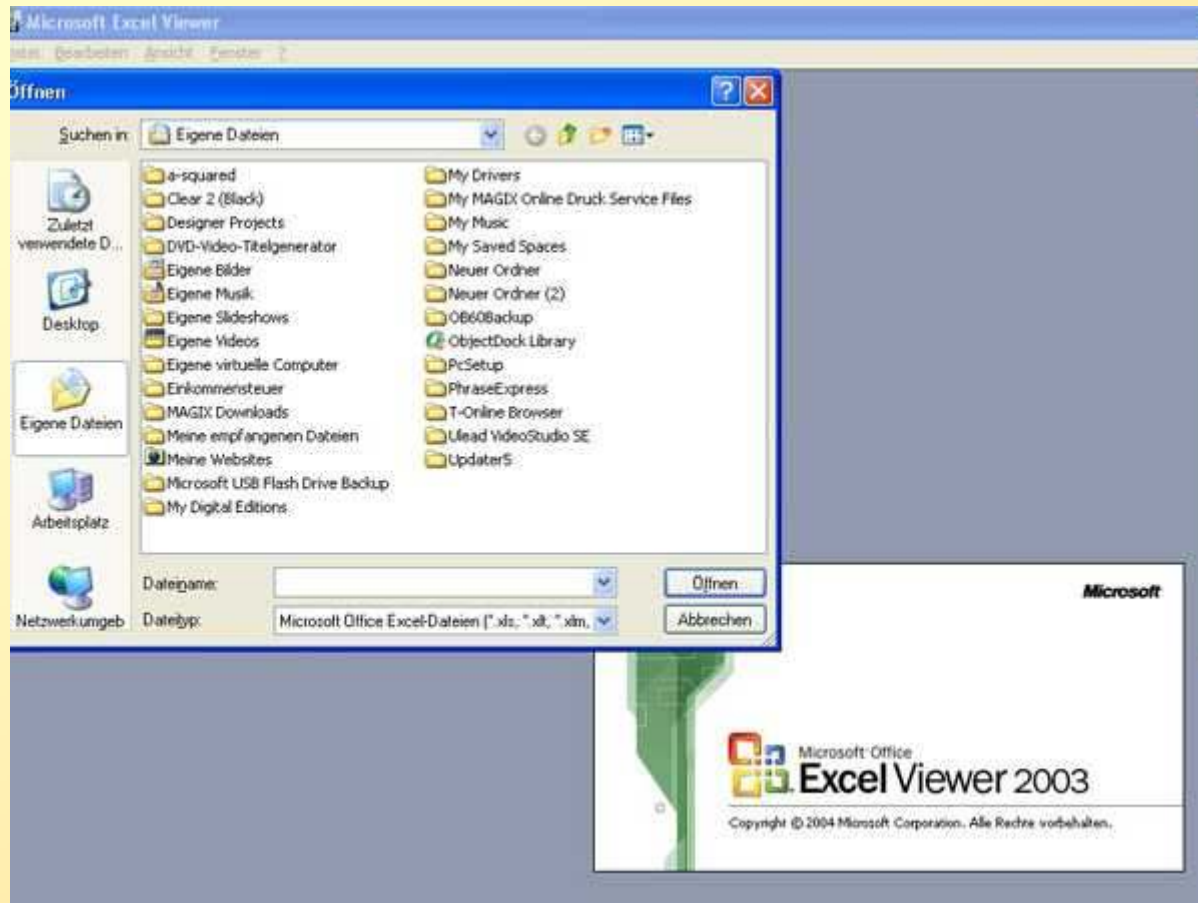 Microsoft Excel Viewer
Bearbeiten Ansicht Fenster ?
Öffnen
Suchen in: Eigene Dateien
Zuletzt
verwendete D...
Desktop
Eigene Dateien
Arbeitsplatz
Netzwerkumgeb
a-squared
Clear 2 (Black)
Designer Projects
DVD-Video-Titelgenerator
Eigene Bilder
Eigene Musik
Eigene Slideshows
Eigene Videos
Eigene virtuelle Computer
Einkommensteuer
MAGIX Downloads
Meine empfangenen Dateien
Meine Websites
Microsoft USB Flash Drive Backup
My Digital Editions
My Drivers
My MAGIX Online Druck Service Files
My Music
My Saved Spaces
Neuer Ordner
Neuer Ordner (2)
OB60Backup
ObjectDock Library
PcSetup
PhraseExpress
T-Online Browser
Ulead VideoStudio SE
Updater5
Dateiname:
Öffnen
Dateityp: Microsoft Office Excel-Dateien (*.xls, *.xlt, *.xlm,
Abbrechen
Microsoft
Microsoft Office
Excel Viewer 2003
Copyright © 2004 Microsoft Corporation. Alle Rechte vorbehalten.